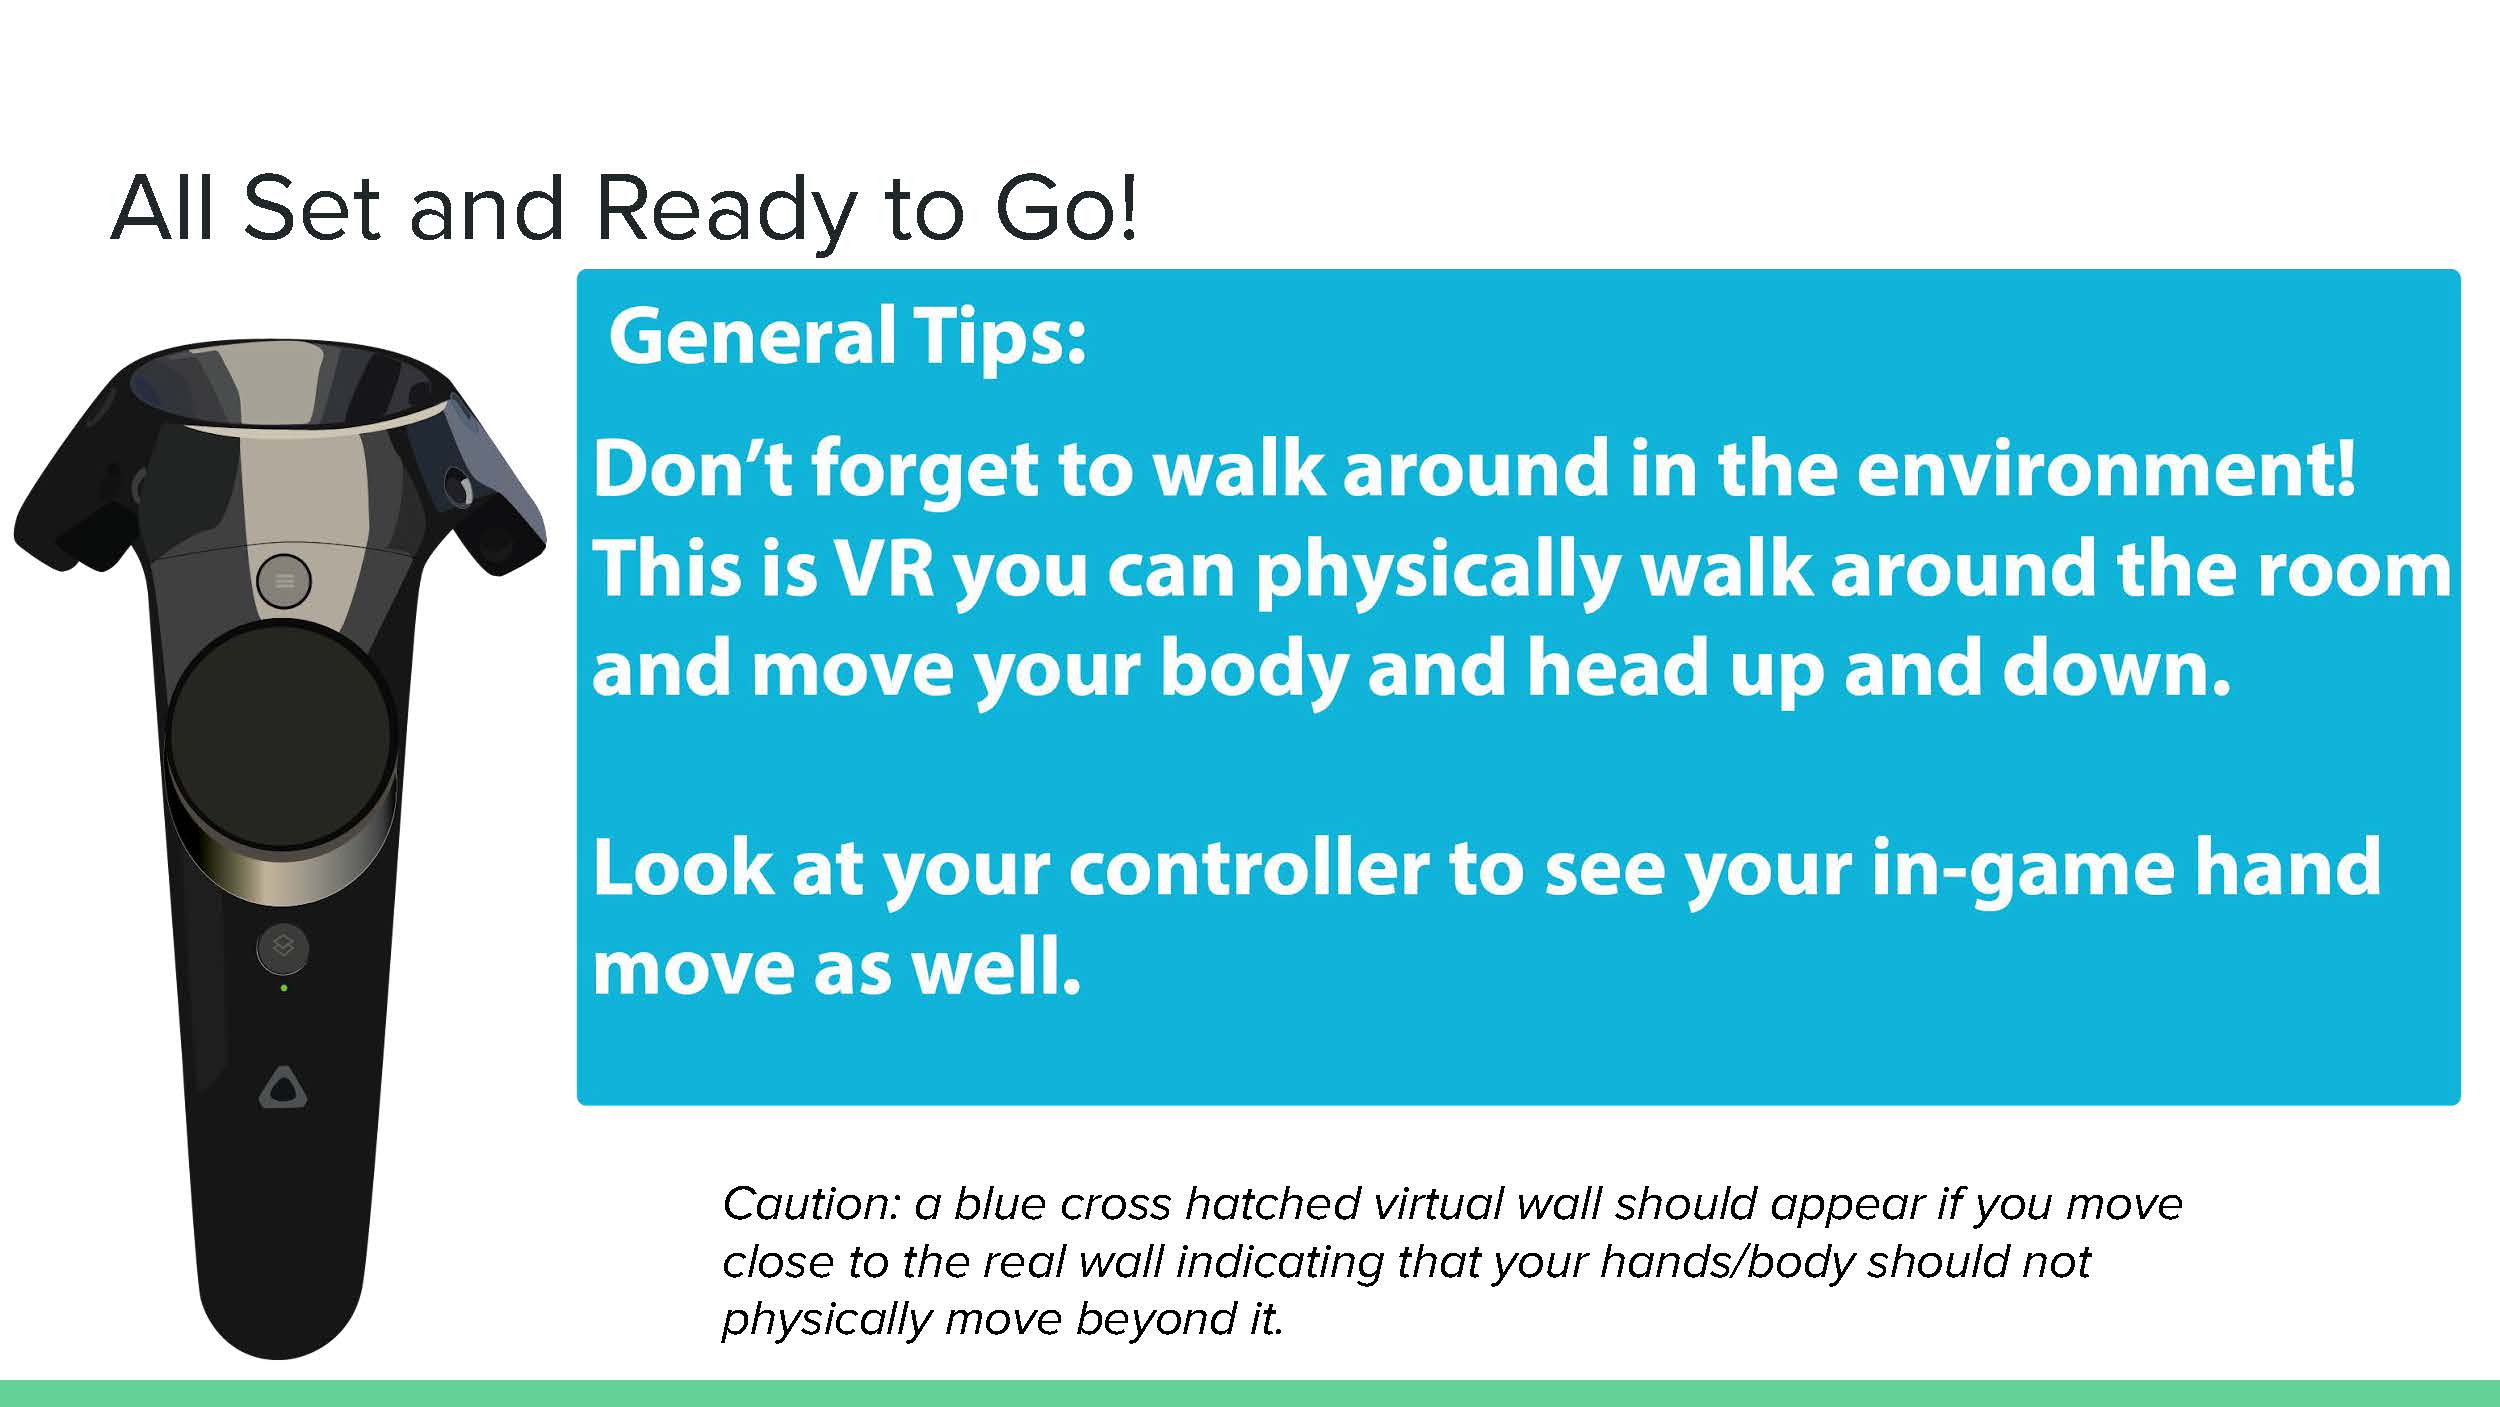 All Set and Ready to Go!
General Tips:
Don’t forget to walk around in the environment!
This is VR you can physically walk around the room
and move your body and head up and down.
Look at your controller to see your in-game hand
move as well.
Caution: a blue cross hatched virtual wall should appear if you move
close to the real wall indicating that your hands/body should not
physically move beyond it.